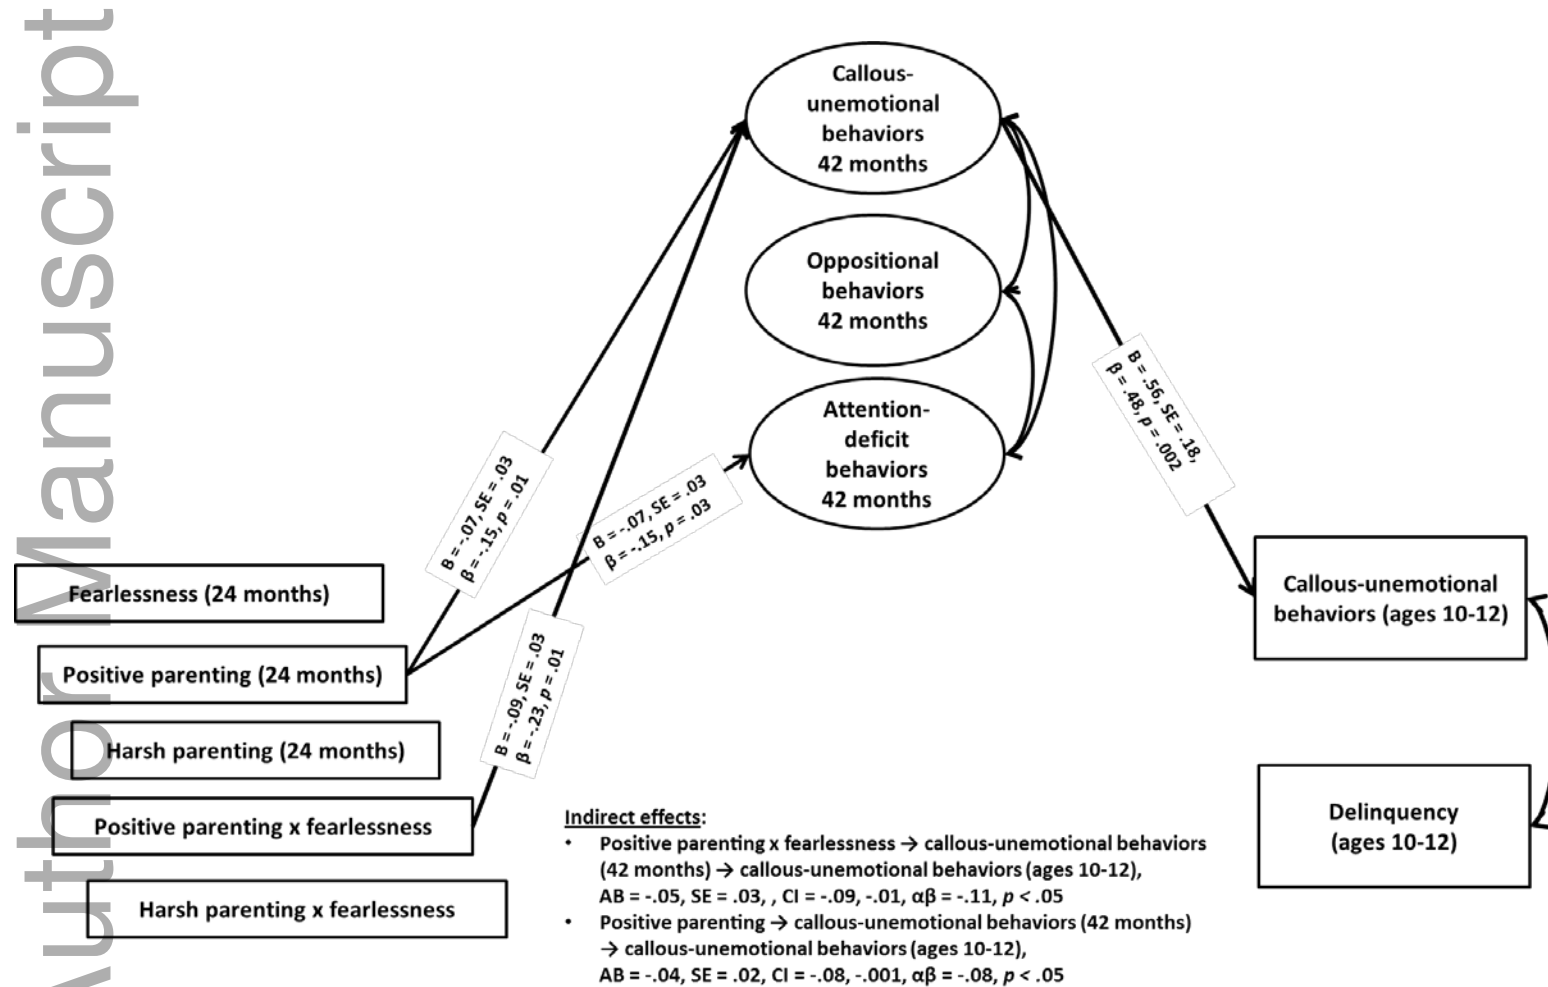 Author Manuscript
Callous-
unemotional
behaviors
42 months
Oppositional
behaviors
42 months
Attention-
deficit
behaviors
42 months
B = -.07, SE = .03
β = -.15, p = .01
B = -.07, SE = .03
β = -.15, p = .03
B = -.09, SE = .03
β = -.23, p = .01
B = .56, SE = .18,
β = .48, p = .002
Fearlessness (24 months)
Positive parenting (24 months)
Harsh parenting (24 months)
Positive parenting x fearlessness
Harsh parenting x fearlessness
Callous-unemotional
behaviors (ages 10-12)
Delinquency
(ages 10-12)
Indirect effects:
• Positive parenting x fearlessness → callous-unemotional behaviors
(42 months) → callous-unemotional behaviors (ages 10-12),
AB = -.05, SE = .03, , CI = -.09, -.01, αβ = -.11, p < .05
• Positive parenting → callous-unemotional behaviors (42 months)
→ callous-unemotional behaviors (ages 10-12),
AB = -.04, SE = .02, CI = -.08, -.001, αβ = -.08, p < .05